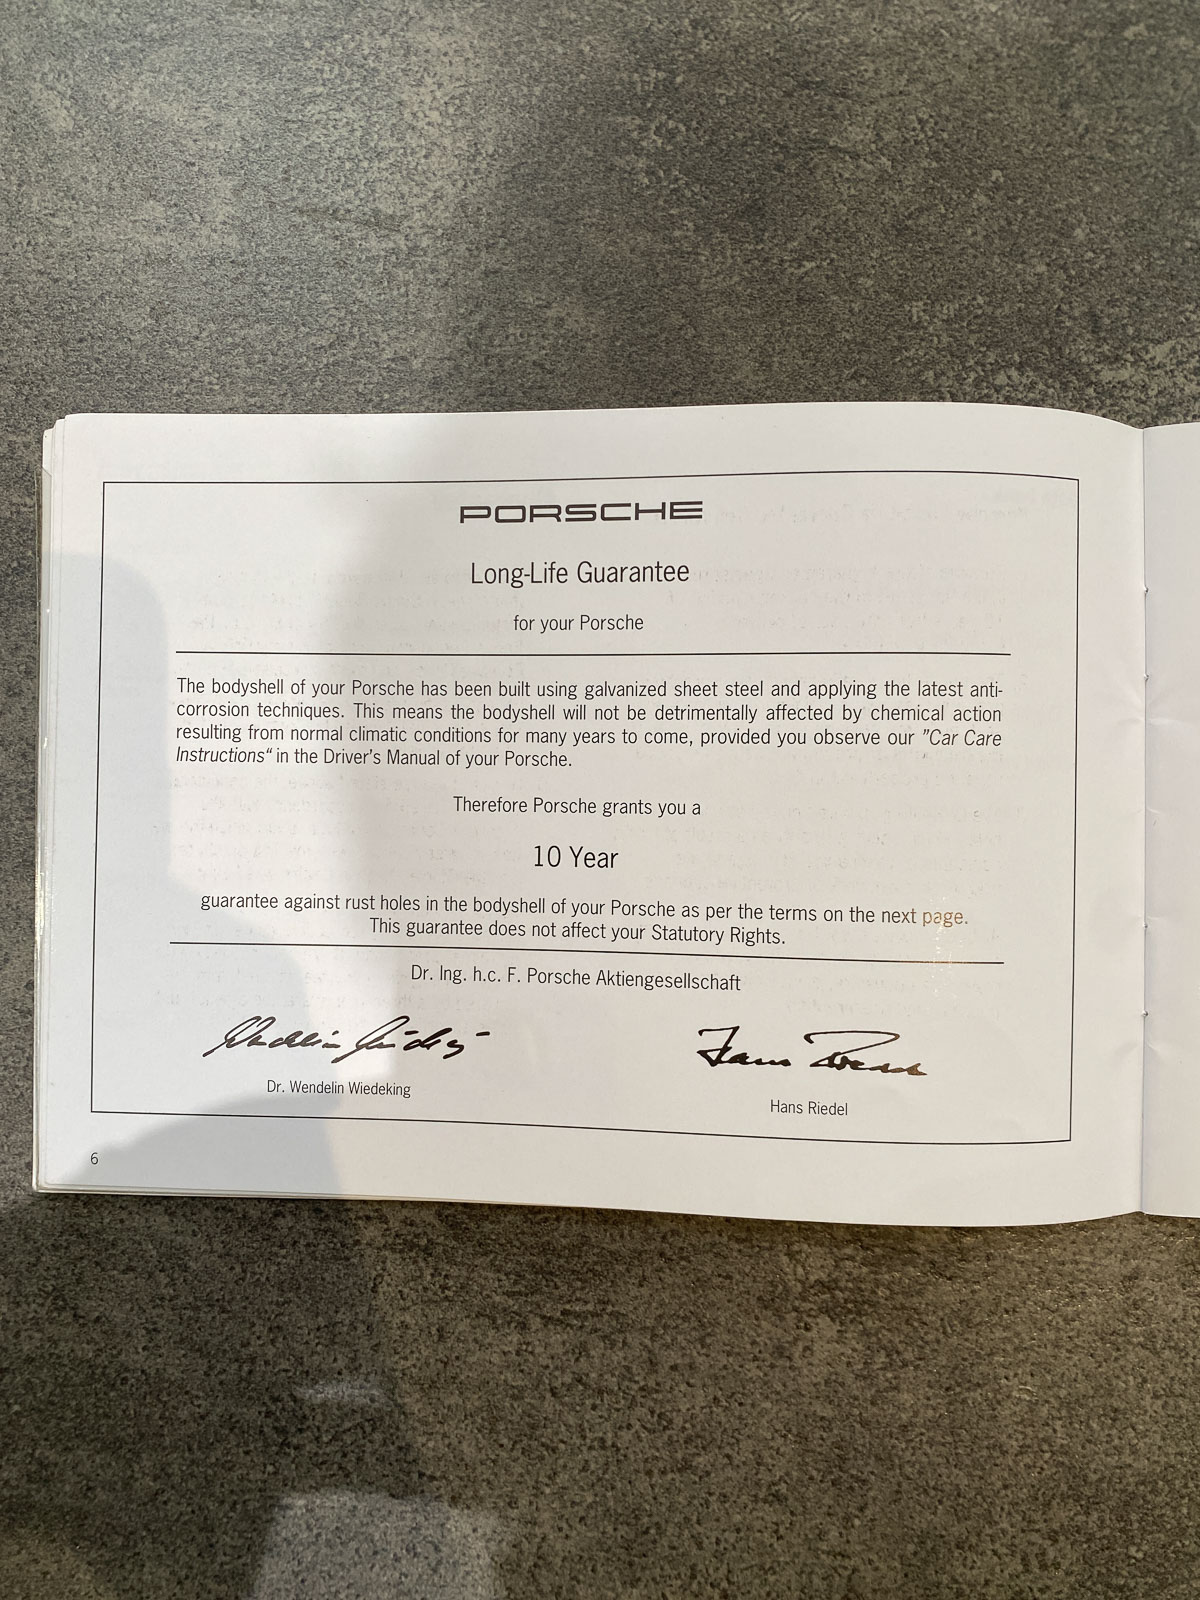 PORSCHE
Long-Life Guarantee
for your Porsche
The bodyshell of your Porsche has been built using galvanized sheet steel and applying the latest anti-
corrosion techniques. This means the bodyshell will not be detrimentally affected by chemical action
resulting from normal climatic conditions for many years to come, provided you observe our "Car Care
Instructions“ in the Driver's Manual of your Porsche.
Therefore Porsche grants you a
10 Year
guarantee against rust holes in the bodyshell of your Porsche as per the terms on the next page.
This guarantee does not affect your Statutory Rights.
Dr. Ing. h.c. F. Porsche Aktiengesellschaft
Wendelin Wiedeking
Hans Riedel
Dr. Wendelin Wiedeking
Hans Riedel
6